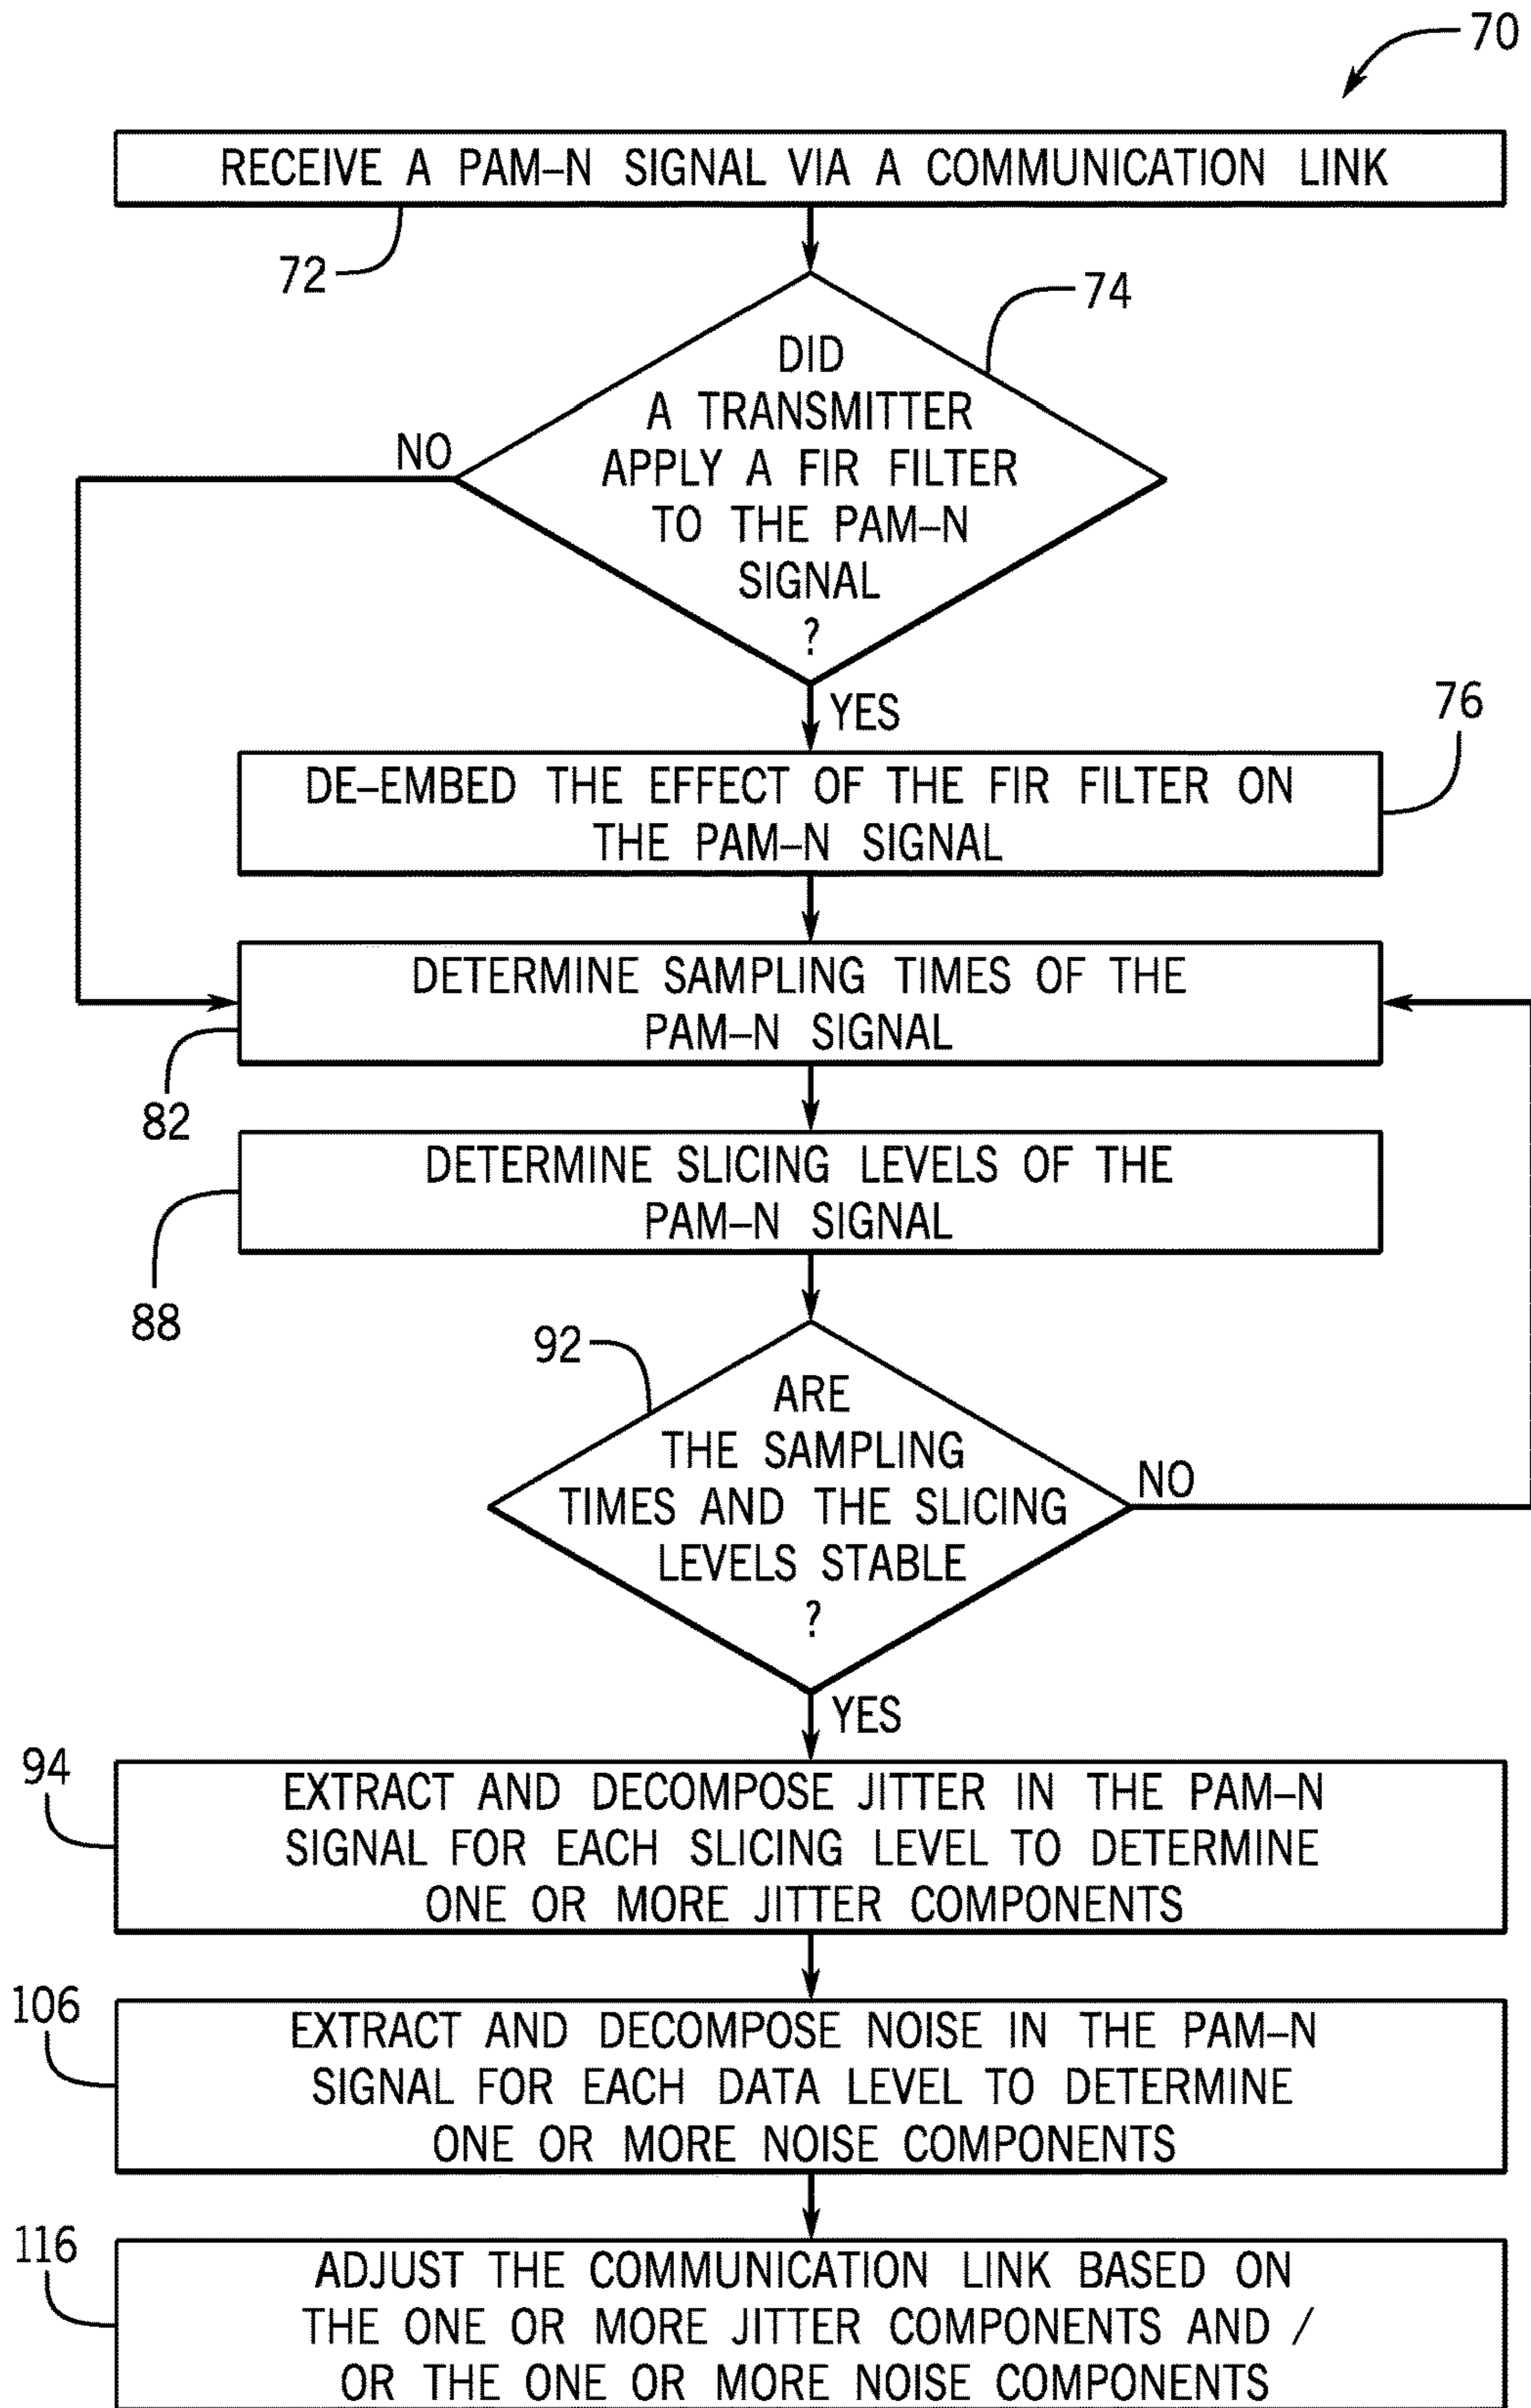 70
RECEIVE A PAM–N SIGNAL VIA A COMMUNICATION LINK
72
74
DID
A TRANSMITTER
APPLY A FIR FILTER
TO THE PAM–N
SIGNAL
?
NO
YES
76
DE–EMBED THE EFFECT OF THE FIR FILTER ON
THE PAM–N SIGNAL
DETERMINE SAMPLING TIMES OF THE
PAM–N SIGNAL
82
DETERMINE SLICING LEVELS OF THE
PAM–N SIGNAL
88
92
ARE
THE SAMPLING
TIMES AND THE SLICING
LEVELS STABLE
?
NO
YES
94
EXTRACT AND DECOMPOSE JITTER IN THE PAM–N
SIGNAL FOR EACH SLICING LEVEL TO DETERMINE
ONE OR MORE JITTER COMPONENTS
106
EXTRACT AND DECOMPOSE NOISE IN THE PAM–N
SIGNAL FOR EACH DATA LEVEL TO DETERMINE
ONE OR MORE NOISE COMPONENTS
116
ADJUST THE COMMUNICATION LINK BASED ON
THE ONE OR MORE JITTER COMPONENTS AND /
OR THE ONE OR MORE NOISE COMPONENTS